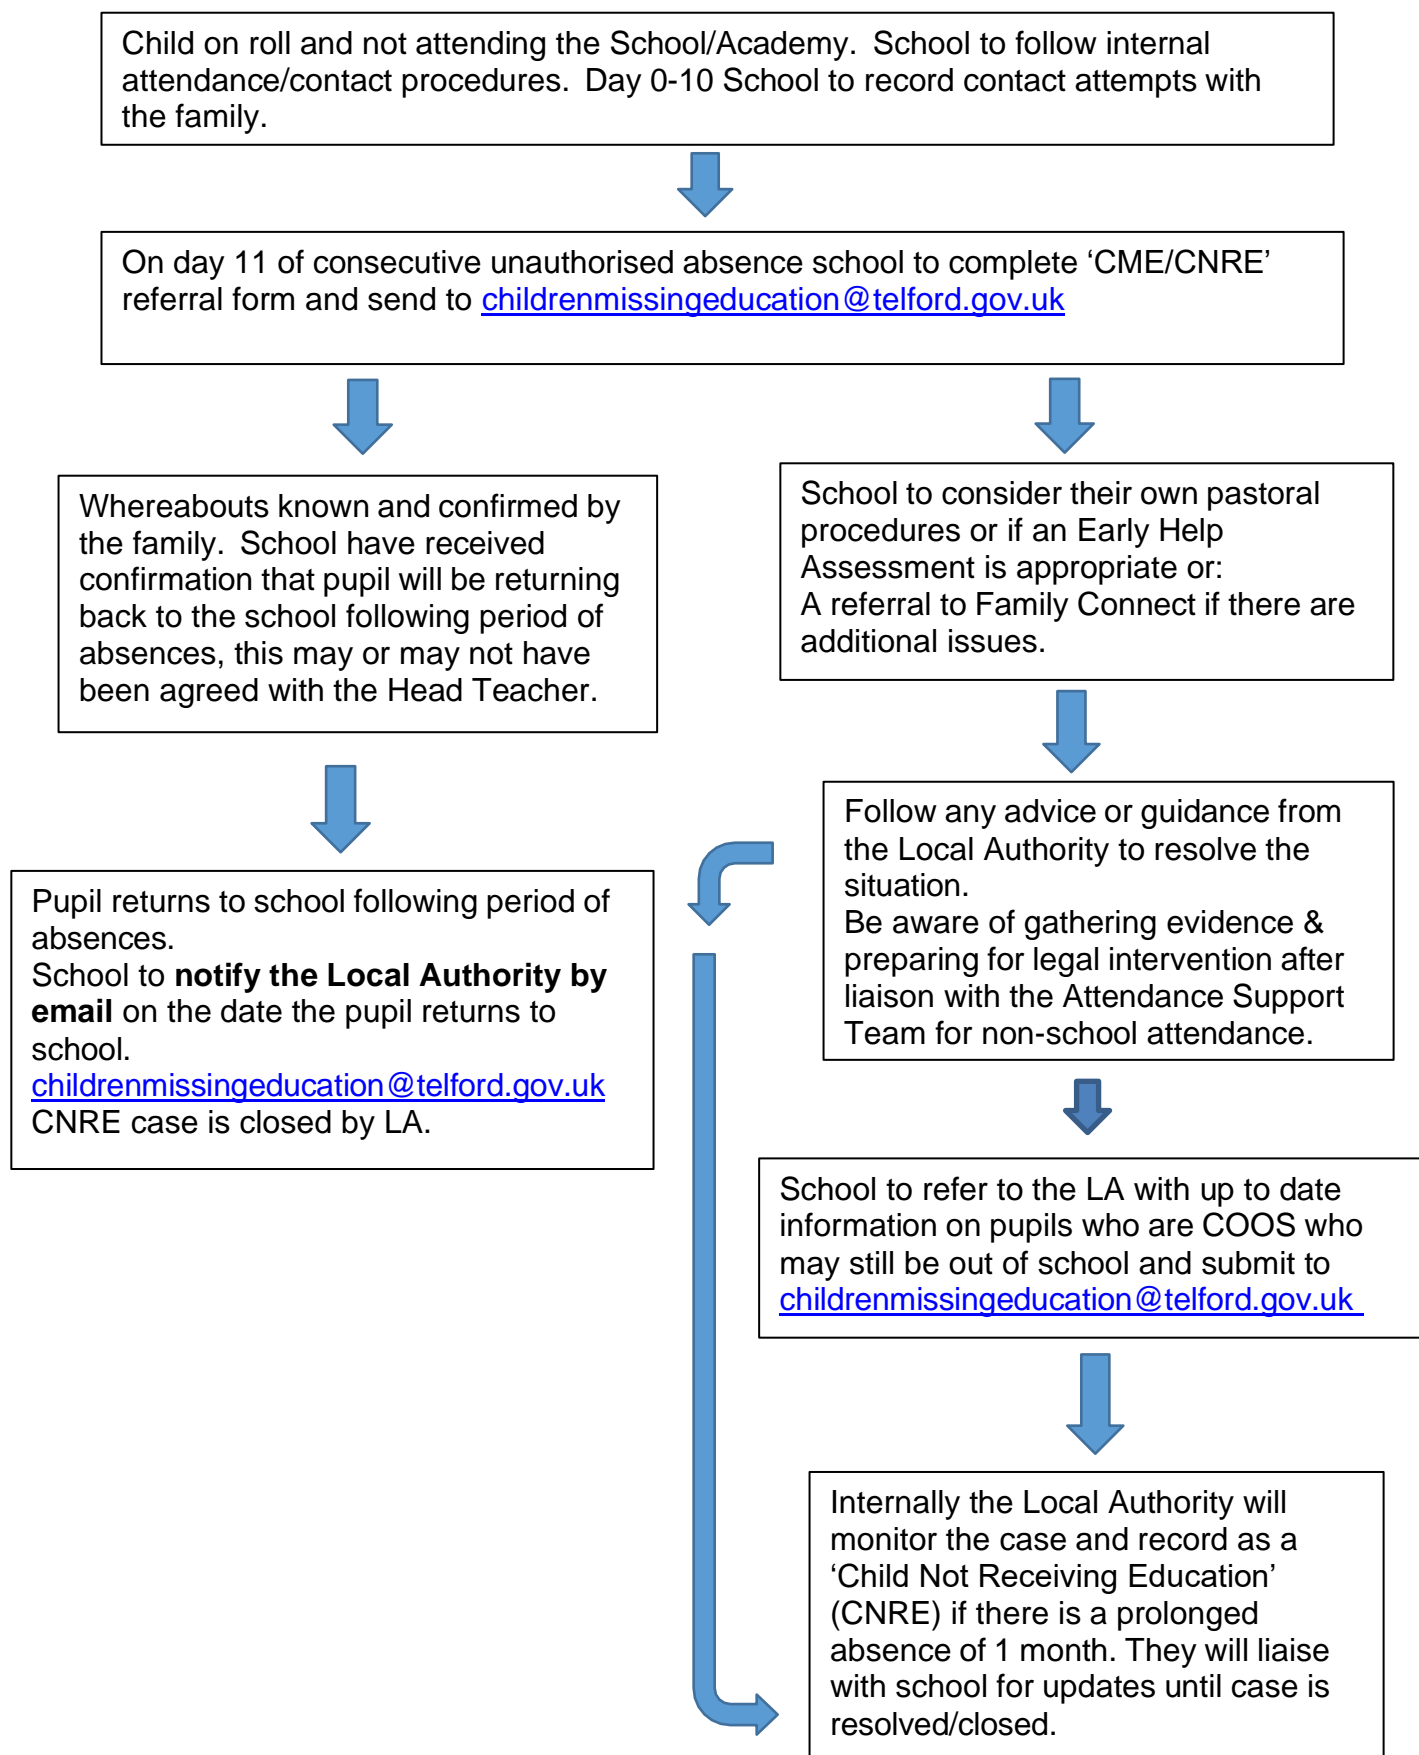 Child on roll and not attending the School/Academy. School to follow internal
attendance/contact procedures. Day 0-10 School to record contact attempts with
the family.
On day 11 of consecutive unauthorised absence school to complete ‘CME/CNRE’
referral form and send to childrenmissingeducation@telford.gov.uk
Whereabouts known and confirmed by
the family. School have received
confirmation that pupil will be returning
back to the school following period of
absences, this may or may not have
been agreed with the Head Teacher.
Pupil returns to school following period of
absences.
School to notify the Local Authority by
email on the date the pupil returns to
school.
childrenmissingeducation@telford.gov.uk
CNRE case is closed by LA.
School to consider their own pastoral
procedures or if an Early Help
Assessment is appropriate or:
A referral to Family Connect if there are
additional issues.
Follow any advice or guidance from
the Local Authority to resolve the
situation.
Be aware of gathering evidence &
preparing for legal intervention after
liaison with the Attendance Support
Team for non-school attendance.
School to refer to the LA with up to date
information on pupils who are COOS who
may still be out of school and submit to
childrenmissingeducation@telford.gov.uk
Internally the Local Authority will
monitor the case and record as a
‘Child Not Receiving Education’
(CNRE) if there is a prolonged
absence of 1 month. They will liaise
with school for updates until case is
resolved/closed.